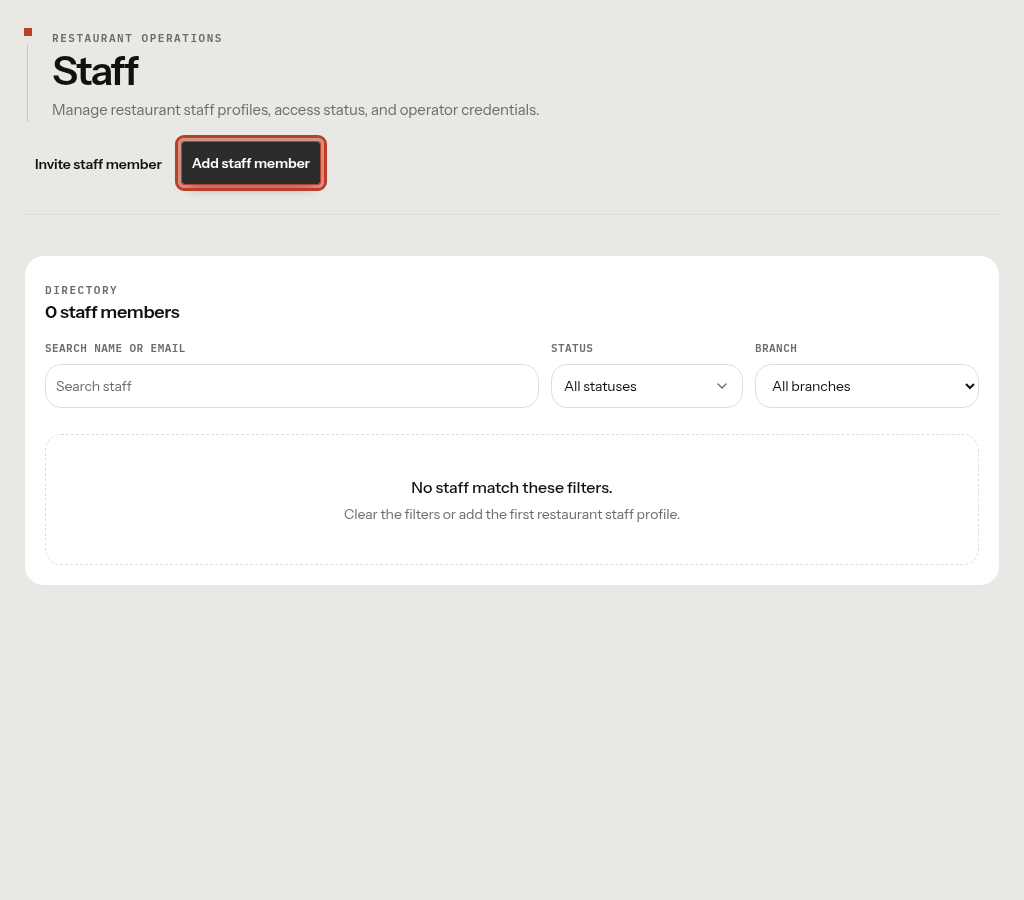 RESTAURANT OPERATIONS
Staff
Manage restaurant staff profiles, access status, and operator credentials.
Invite staff member
Add staff member
DIRECTORY
0 staff members
SEARCH NAME OR EMAIL
STATUS
BRANCH
Search staff
All statuses
All branches
No staff match these filters.
Clear the filters or add the first restaurant staff profile.